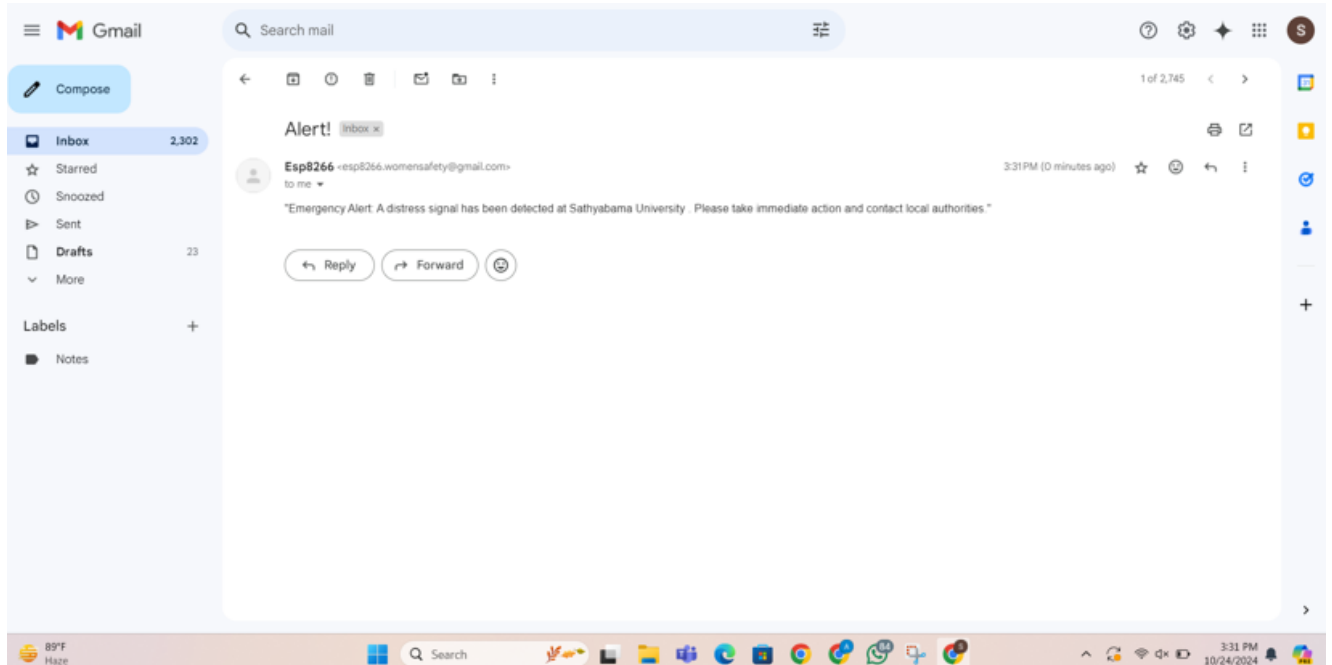 Gmail
Search mail
S
Compose
1 of 2,745
Inbox 2,302
Starred
Snoozed
Sent
Drafts 23
More
Labels
Notes
Alert! Inbox ×
Esp8266 <esp8266.womensafety@gmail.com> 3:31 PM (0 minutes ago)
to me
"Emergency Alert: A distress signal has been detected at Sathyabama University . Please take immediate action and contact local authorities."
Reply Forward
89°F
Haze
Search
3:31 PM
10/24/2024